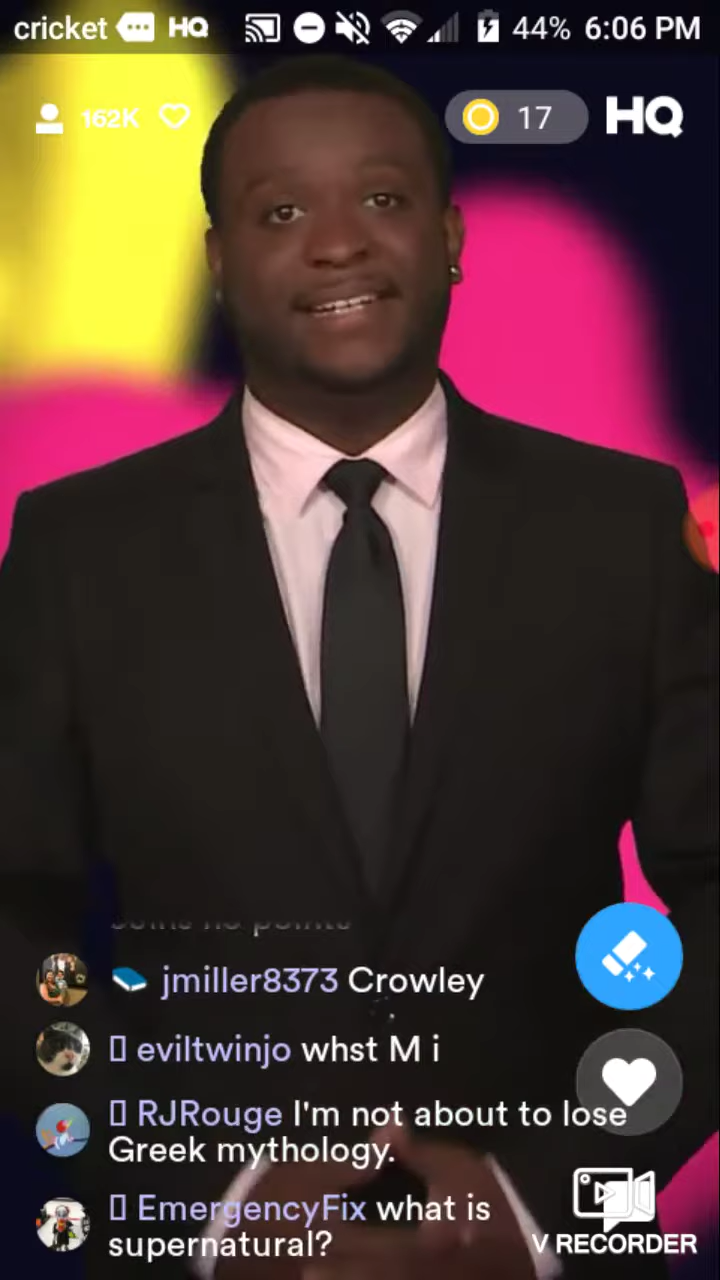 cricket HQ 44% 6:06 PM
162K 17 HQ
jmiller8373 Crowley
eviltwinjo whst M i
RJRouge I'm not about to lose
Greek mythology.
EmergencyFix what is
supernatural?
V RECORDER